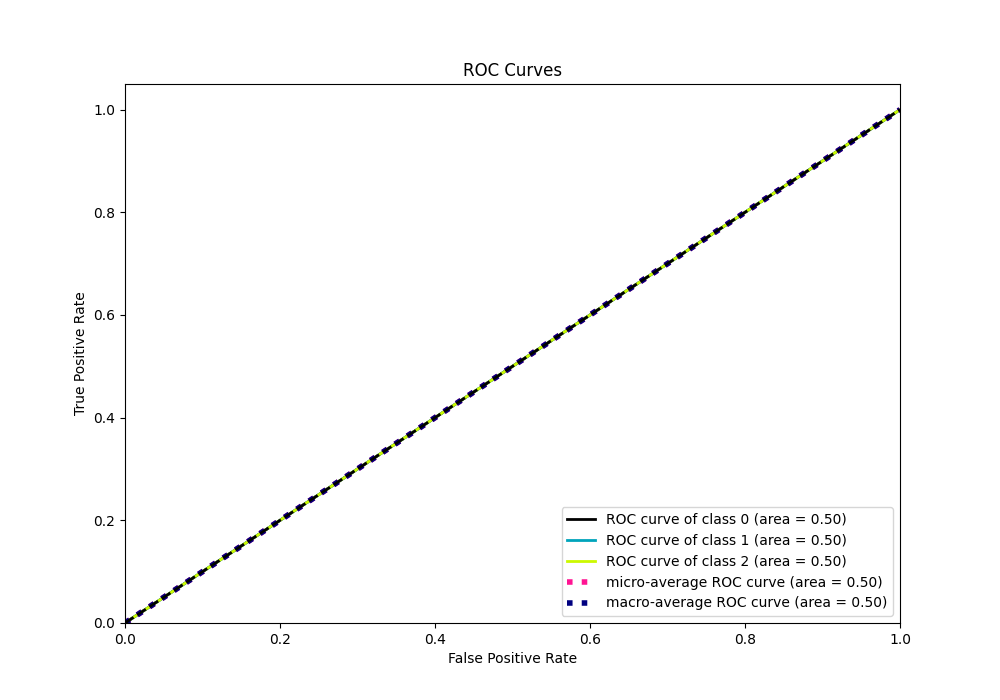 ROC Curves
True Positive Rate
1.0
0.8
0.6
0.4
0.2
0.0
0.0 0.2 0.4 0.6 0.8 1.0
False Positive Rate
ROC curve of class 0 (area = 0.50)
ROC curve of class 1 (area = 0.50)
ROC curve of class 2 (area = 0.50)
micro-average ROC curve (area = 0.50)
macro-average ROC curve (area = 0.50)